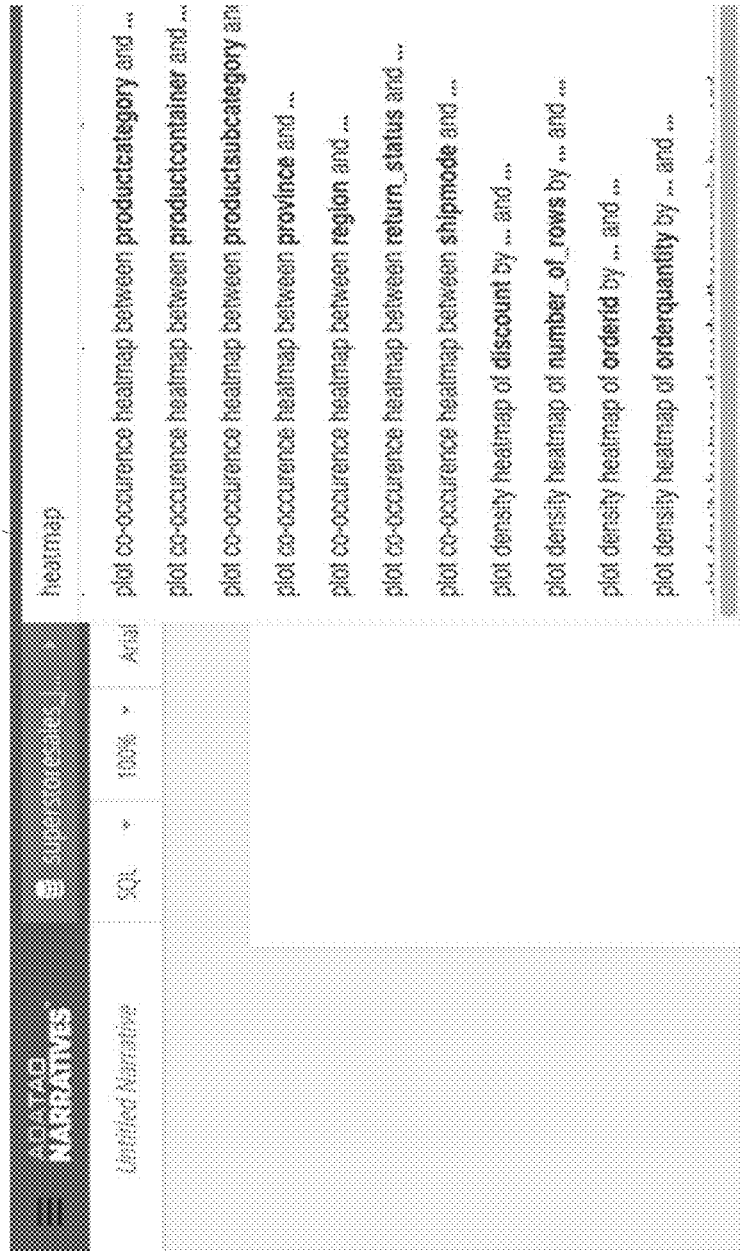 NARRATIVES
superstoresales_j...
heatmap
Untitled Narrative
SQL
100%
Arial
plot co-occurence heatmap between productcategory and ...
plot co-occurence heatmap between productcontainer and ...
plot co-occurence heatmap between productsubcategory and
plot co-occurence heatmap between province and ...
plot co-occurence heatmap between region and ...
plot co-occurence heatmap between return_status and ...
plot co-occurence heatmap between shipmode and ...
plot density heatmap of discount by ... and ...
plot density heatmap of number_of_rows by ... and ...
plot density heatmap of orderid by ... and ...
plot density heatmap of orderquantity by ... and ...